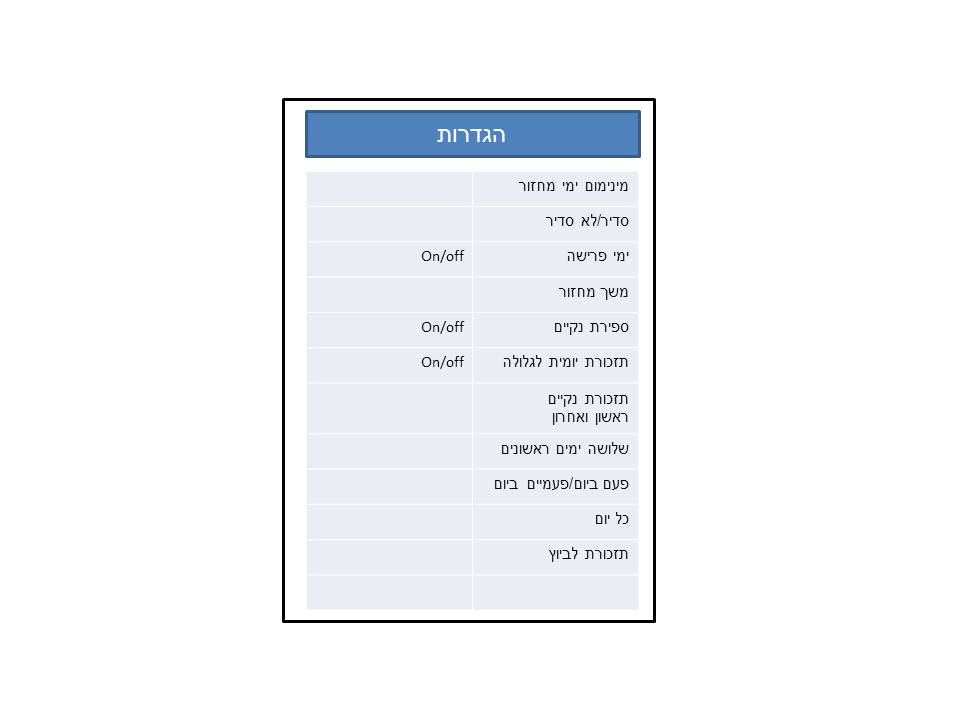 הגדרות
מינימום ימי מחזור
סדיר/לא סדיר
ימי פרישה On/off
משך מחזור
ספירת נקיים On/off
תזכורת יומית לגלולה On/off
תזכורת נקיים
ראשון ואחרון
שלושה ימים ראשונים
פעם ביום/פעמיים ביום
כל יום
תזכורת לביוץ